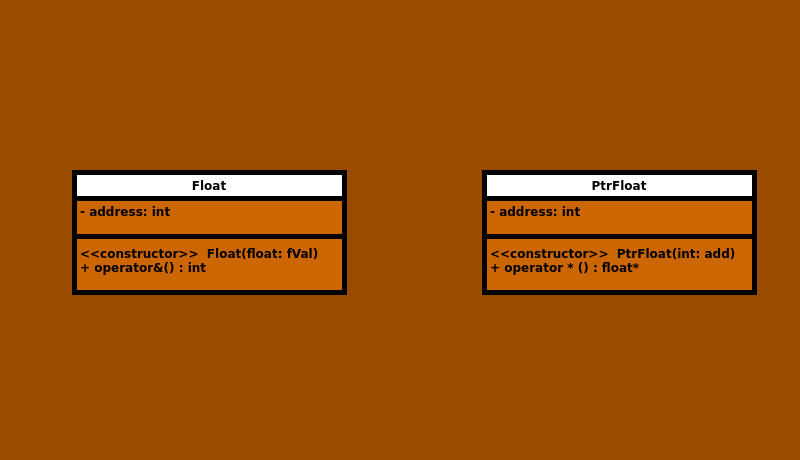 Float
- address: int
<<constructor>>  Float(float: fVal)
+ operator&() : int
PtrFloat
- address: int
<<constructor>>  PtrFloat(int: add)
+ operator * () : float*